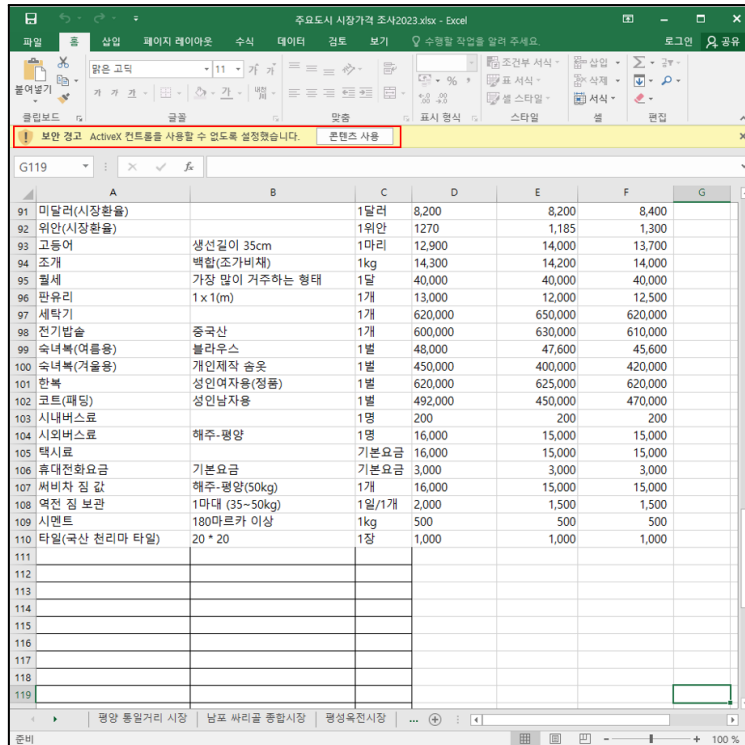 주요도시 시장가격 조사2023.xlsx - Excel
파일 홈 삽입 페이지 레이아웃 수식 데이터 검토 보기 수행할 작업을 알려 주세요. 로그인 공유
붙여넣기 맑은 고딕 11 가 가 조건부 서식 삽입
가 가 가 가 내천 % 표 서식 삭제
셀 스타일 서식
클립보드 글꼴 맞춤 표시 형식 스타일 셀 편집
보안 경고 ActiveX 컨트롤을 사용할 수 없도록 설정했습니다. 콘텐츠 사용
G119 fx
A B C D E F G
91 미달러(시장환율) 1달러 8,200 8,200 8,400
92 위안(시장환율) 1위안 1270 1,185 1,300
93 고등어 생선길이 35cm 1마리 12,900 14,000 13,700
94 조개 백합(조가비채) 1kg 14,300 14,200 14,000
95 월세 가장 많이 거주하는 형태 1달 40,000 40,000 40,000
96 판유리 1 x 1(m) 1개 13,000 12,000 12,500
97 세탁기 1개 620,000 650,000 620,000
98 전기밥솥 중국산 1개 600,000 630,000 610,000
99 숙녀복(여름용) 블라우스 1벌 48,000 47,600 45,600
100 숙녀복(겨울용) 개인제작 솜옷 1벌 450,000 400,000 420,000
101 한복 성인여자용(정품) 1벌 620,000 625,000 620,000
102 코트(패딩) 성인남자용 1벌 492,000 450,000 470,000
103 시내버스료 1명 200 200 200
104 시외버스료 해주-평양 1명 16,000 15,000 15,000
105 택시료 기본요금 16,000 15,000 15,000
106 휴대전화요금 기본요금 기본요금 3,000 3,000 3,000
107 써비차 짐 값 해주-평양(50kg) 1개 16,000 15,000 15,000
108 역전 짐 보관 1마대 (35~50kg) 1일/1개 2,000 1,500 1,500
109 시멘트 180마르카 이상 1kg 500 500 500
110 타일(국산 천리마 타일) 20 * 20 1장 1,000 1,000 1,000
111
112
113
114
115
116
117
118
119
평양 통일거리 시장 남포 싸리골 종합시장 평성옥전시장 ...
준비 100 %